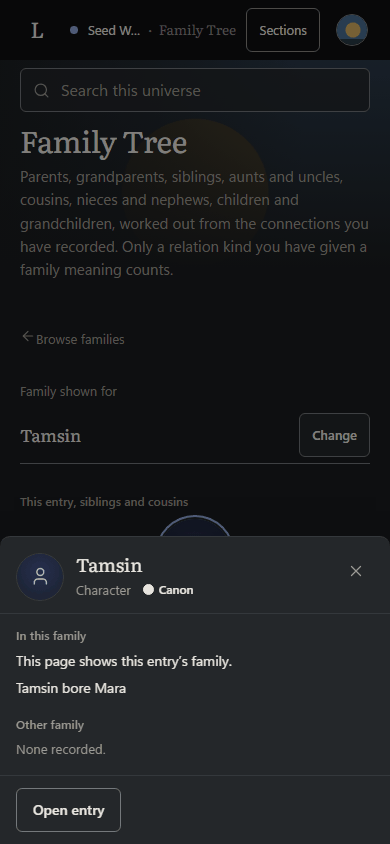 L
Seed W... · Family Tree
Sections
Search this universe
Family Tree
Parents, grandparents, siblings, aunts and uncles,
cousins, nieces and nephews, children and
grandchildren, worked out from the connections you
have recorded. Only a relation kind you have given a
family meaning counts.
Browse families
Family shown for
Tamsin
Change
This entry, siblings and cousins
Tamsin
Character
Canon
In this family
This page shows this entry’s family.
Tamsin bore Mara
Other family
None recorded.
Open entry